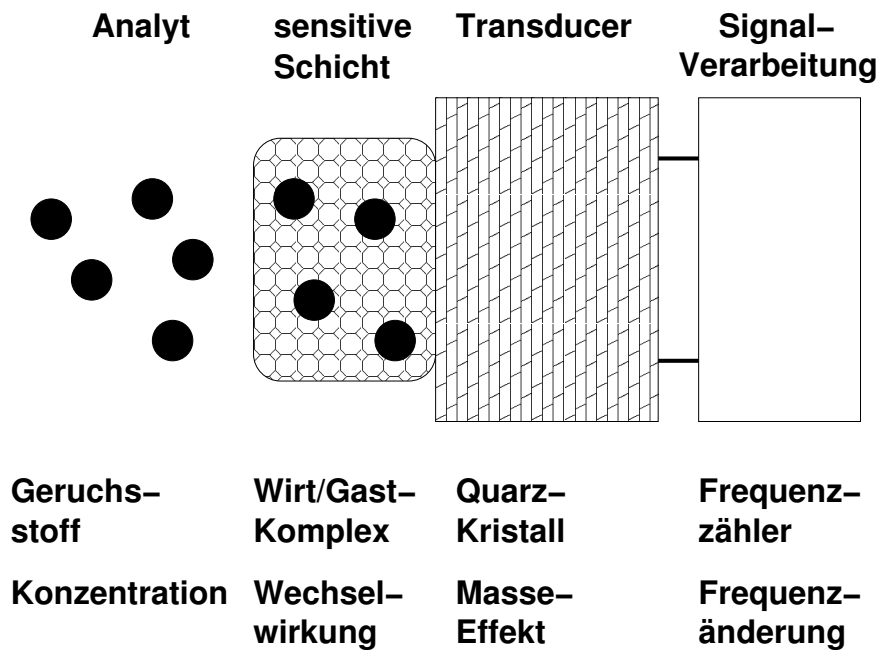 Analyt
sensitive
Schicht
Transducer
Signal–
Verarbeitung
Geruchs–
stoff
Wirt/Gast–
Komplex
Quarz–
Kristall
Frequenz–
zähler
Konzentration
Wechsel–
wirkung
Masse–
Effekt
Frequenz–
änderung